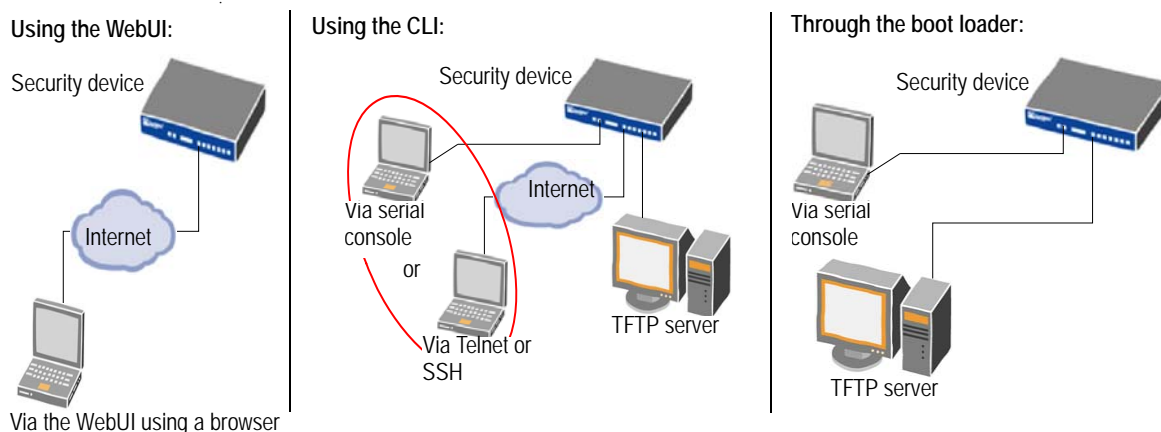 Using the WebUI:
Security device
Internet
Via the WebUI using a browser
Using the CLI:
Security device
Via serial
console
or
Internet
Via Telnet or
SSH
TFTP server
Through the boot loader:
Security device
Via serial
console
TFTP server